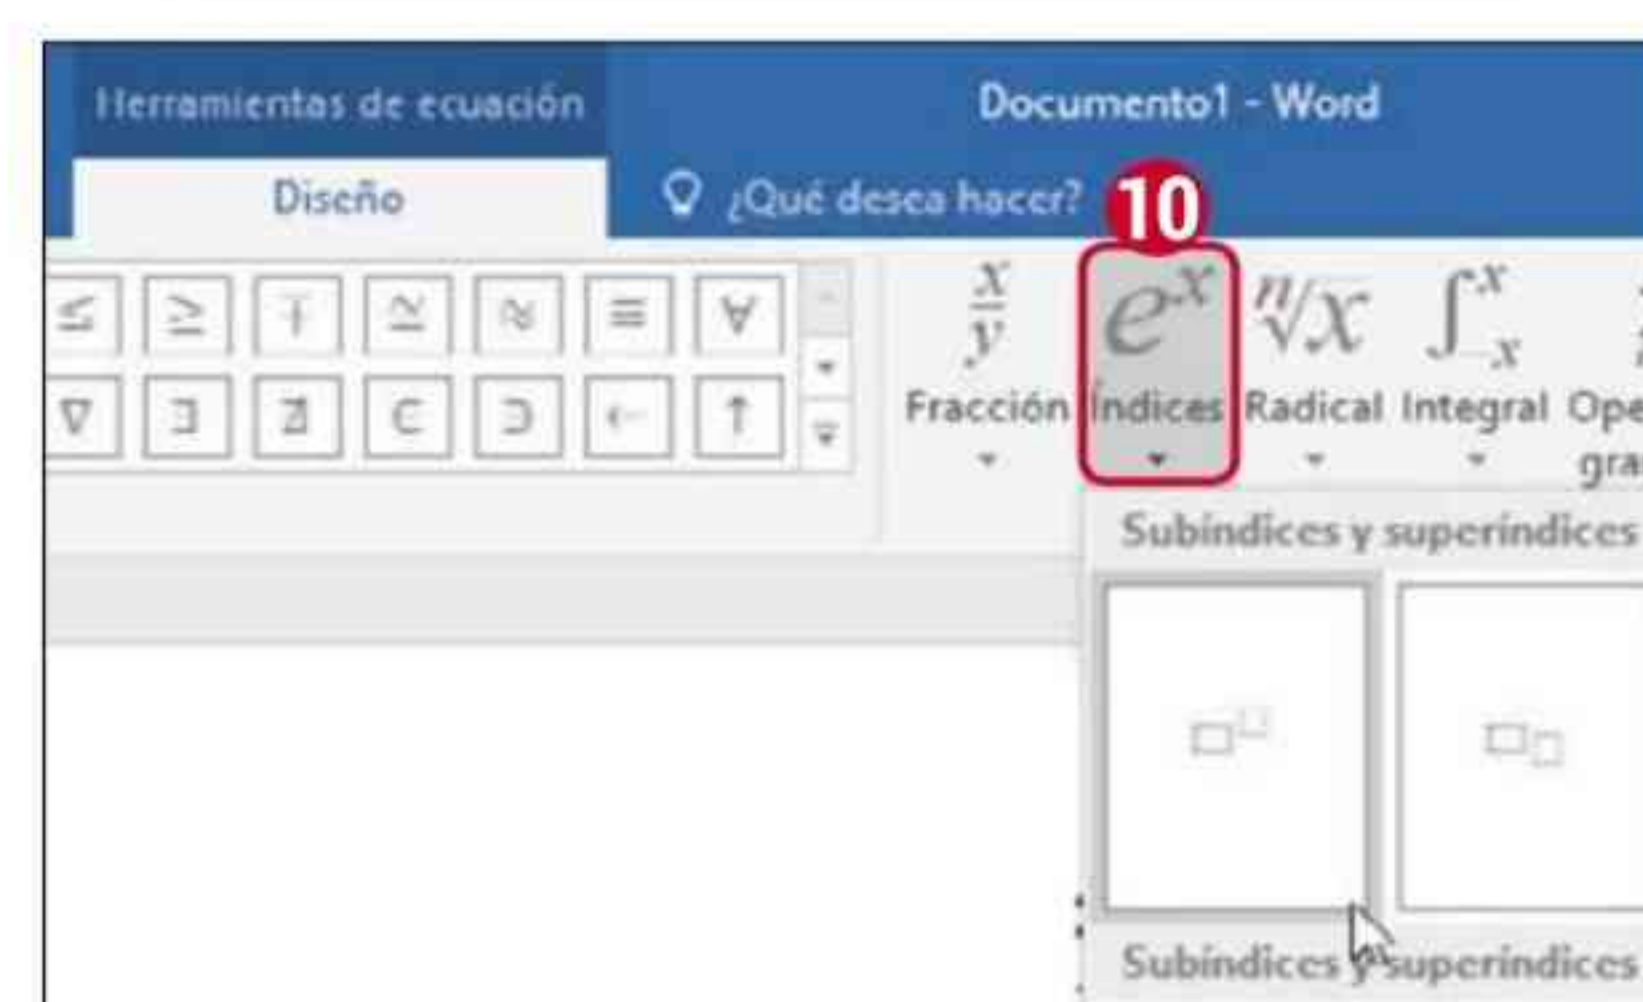 Herramientas de ecuación
Documento1 - Word
Diseño
¿Qué desea hacer?
10
≤ ≥ ∓ ≃ ≈ ≡ ∀
∇ ∃ ∄ ∈ ∋ ← ↑
x/y
e^x
ⁿ√x
∫_-x^x
Fracción
Índices
Radical
Integral
Subíndices y superíndices
Subíndices y superíndices